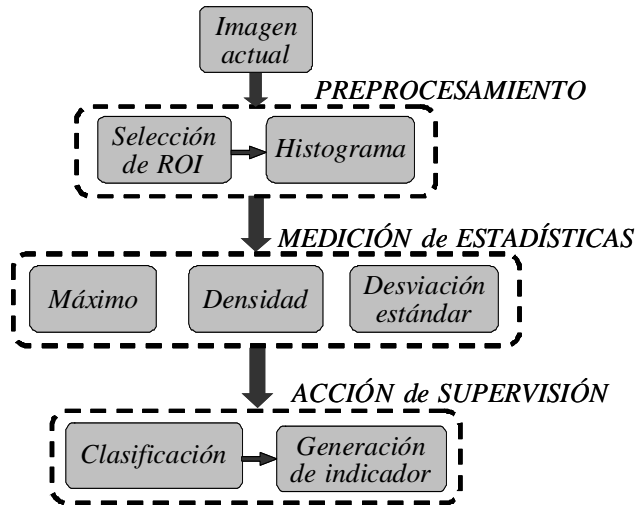 Imagen
actual
PREPROCESAMIENTO
Selección
de ROI
Histograma
MEDICIÓN de ESTADÍSTICAS
Máximo
Densidad
Desviación
estándar
ACCIÓN de SUPERVISIÓN
Clasificación
Generación
de indicador